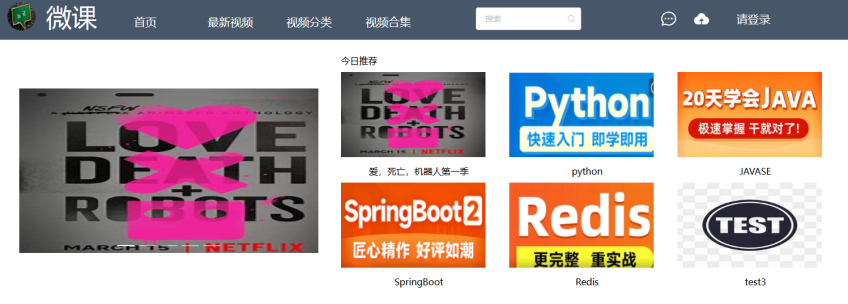 微课
首页
最新视频
视频分类
视频合集
搜索
请登录
今日推荐
NSFW
LOVE
DEATH
+
ROBOTS
MARCH 15 | NETFLIX
NSFW
LOVE
DEATH
+
ROBOTS
MARCH 15 | NETFLIX
爱，死亡，机器人第一季
Python
快速入门 即学即用
python
20天学会JAVA
极速掌握 干就对了!
JAVASE
SpringBoot2
匠心精作 好评如潮
SpringBoot
Redis
更完整 重实战
Redis
TEST
test3